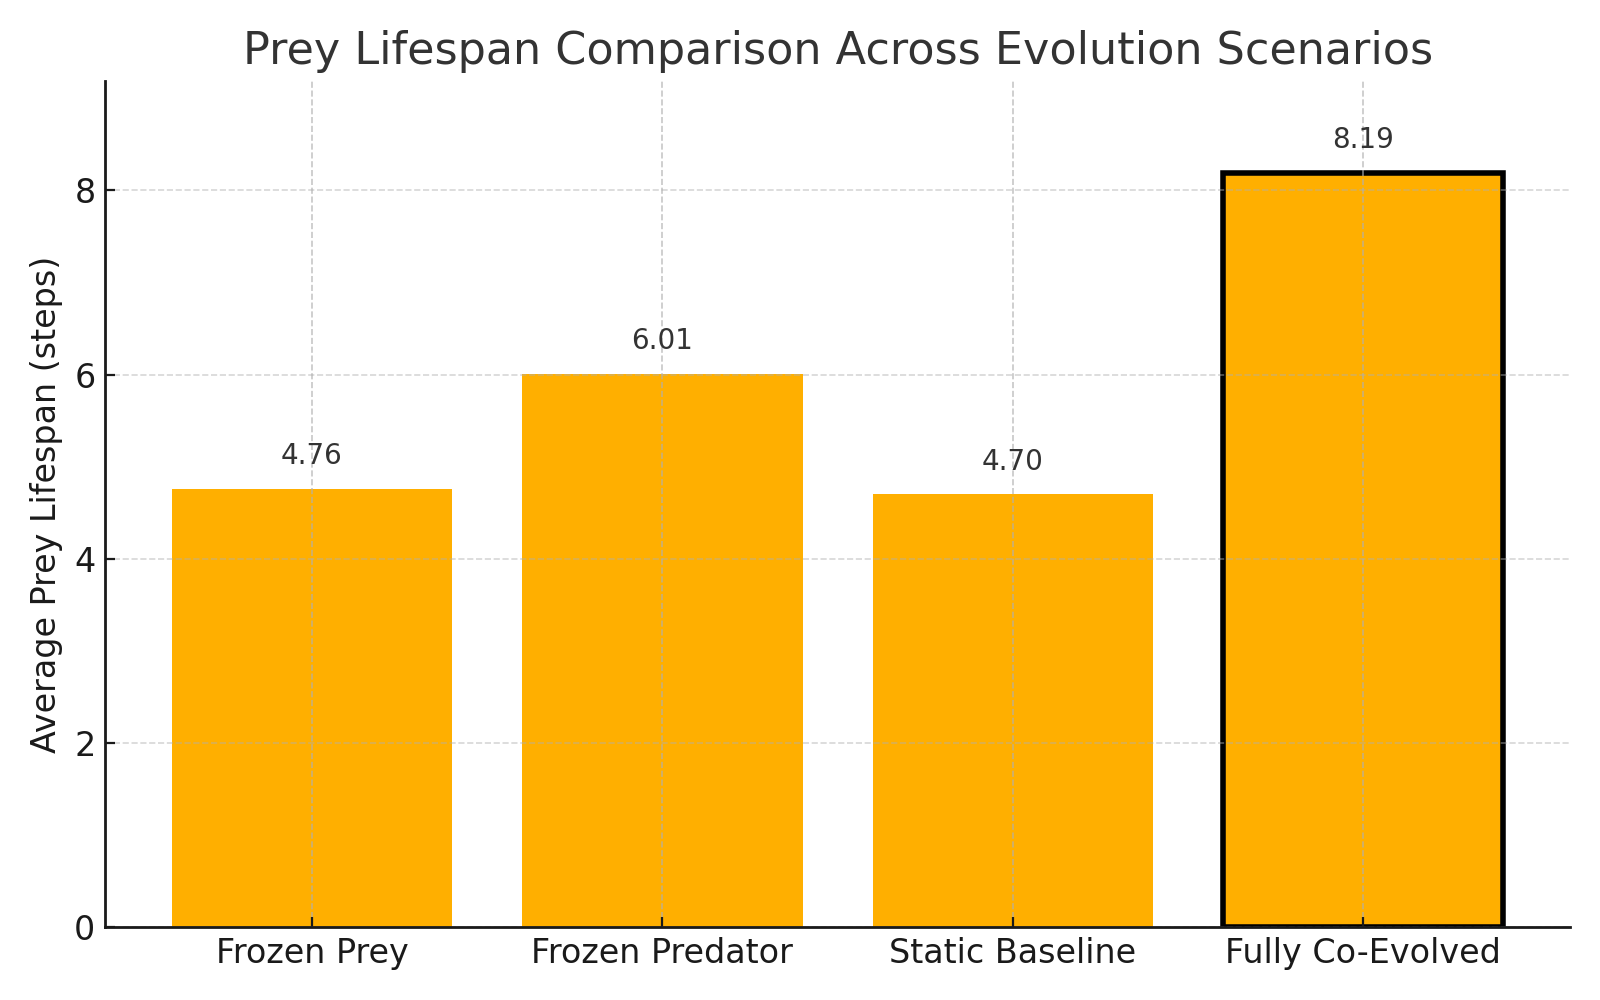 Prey Lifespan Comparison Across Evolution Scenarios
Average Prey Lifespan (steps)
8
6
4
2
0
4.76
6.01
4.70
8.19
Frozen Prey
Frozen Predator
Static Baseline
Fully Co-Evolved